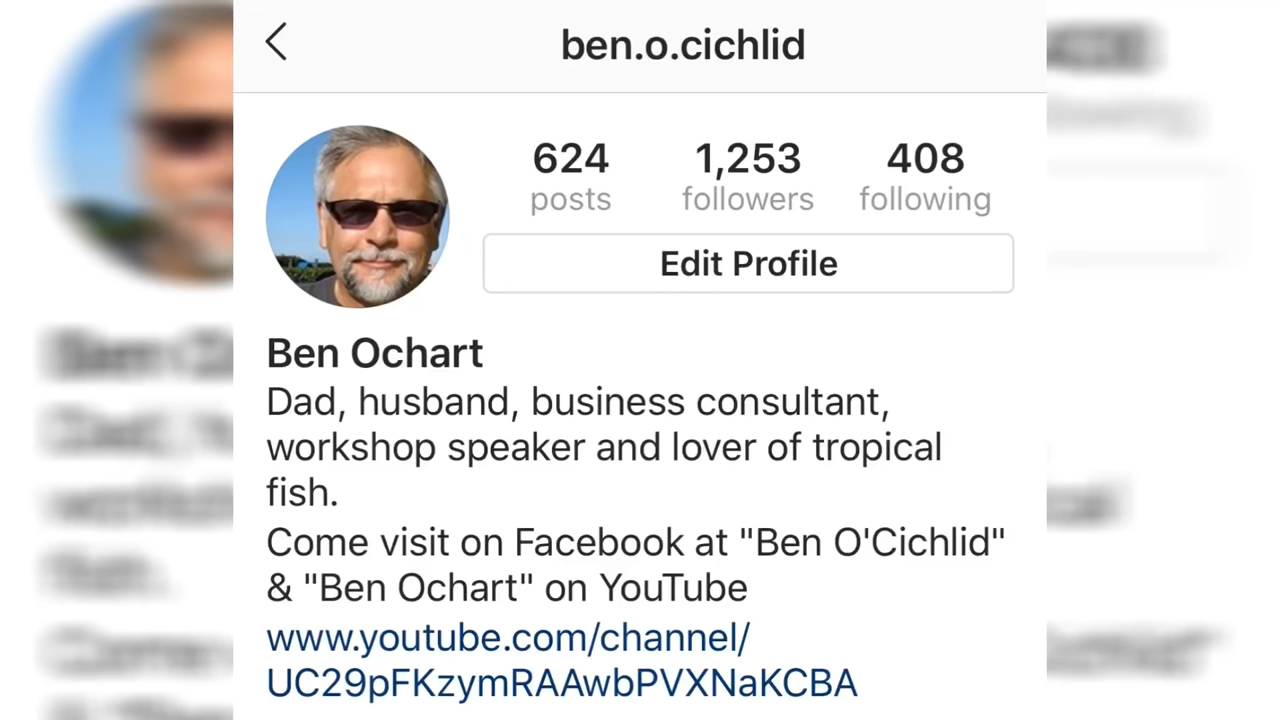 ben.o.cichlid
624 1,253 408
posts followers following
Edit Profile
Ben Ochart
Dad, husband, business consultant,
workshop speaker and lover of tropical
fish.
Come visit on Facebook at "Ben O'Cichlid"
& "Ben Ochart" on YouTube
www.youtube.com/channel/
UC29pFKzymRAAwbPVXNaKCBA